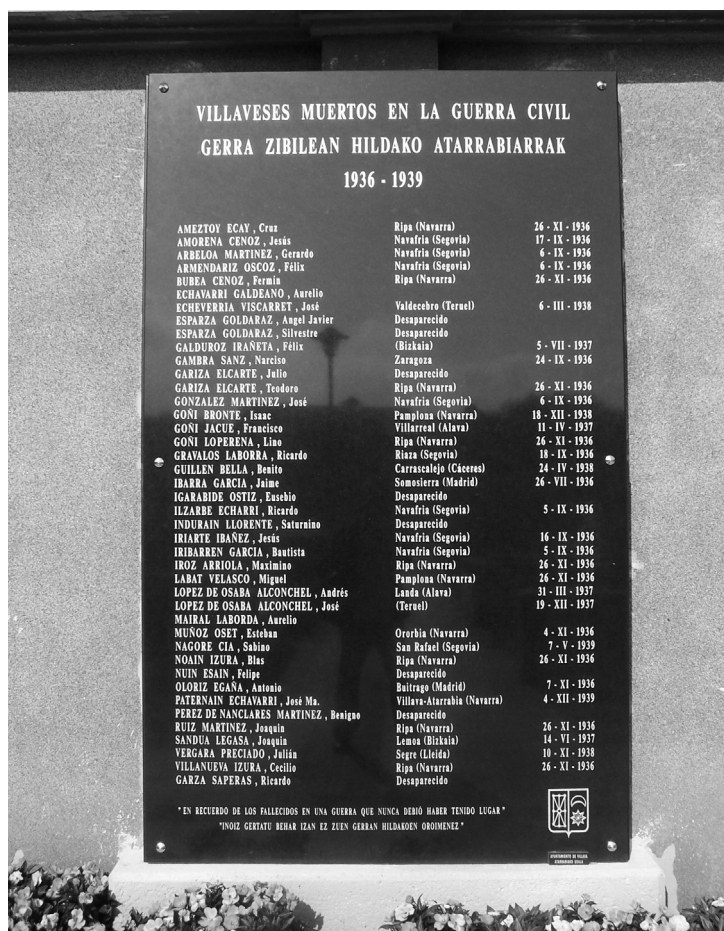 VILLAVESES MUERTOS EN LA GUERRA CIVIL
GERRA ZIBILEAN HILDAKO ATARRABIARRAK
1936 - 1939
AMEZTOY ECAY , Cruz Ripa (Navarra) 26 - XI - 1936
AMORENA CENOZ , Jesús Navafria (Segovia) 17 - IX - 1936
ARBELOA MARTINEZ , Gerardo Navafria (Segovia) 6 - IX - 1936
ARMENDARIZ OSCOZ , Félix Navafria (Segovia) 6 - IX - 1936
BUBEA CENOZ , Fermín Ripa (Navarra) 26 - XI - 1936
ECHAVARRI GALDEANO , Aurelio
ECHEVERRIA VISCARRET , José Valdecebro (Teruel) 6 - III - 1938
ESPARZA GOLDARAZ , Angel Javier Desaparecido
ESPARZA GOLDARAZ , Silvestre Desaparecido
GALDUROZ IRAÑETA , Félix (Bizkaia) 5 - VII - 1937
GAMBRA SANZ , Narciso Zaragoza 24 - IX - 1936
GARIZA ELCARTE , Julio Desaparecido
GARIZA ELCARTE , Teodoro Ripa (Navarra) 26 - XI - 1936
GONZALEZ MARTINEZ , José Navafria (Segovia) 6 - IX - 1936
GOÑI BRONTE , Isaac Pamplona (Navarra) 18 - XII - 1938
GOÑI JACUE , Francisco Villarreal (Alava) 11 - IV - 1937
GOÑI LOPERENA , Lino Ripa (Navarra) 26 - XI - 1936
GRAVALOS LABORRA , Ricardo Riaza (Segovia) 18 - IX - 1936
GUILLEN BELLA , Benito Carrascalejo (Cáceres) 24 - IV - 1938
IBARRA GARCIA , Jaime Somosierra (Madrid) 26 - VII - 1936
IGARABIDE OSTIZ , Eusebio Desaparecido
ILZARBE ECHARRI , Ricardo Navafria (Segovia) 5 - IX - 1936
INDURAIN LLORENTE , Saturnino Desaparecido
IRIARTE IBAÑEZ , Jesús Navafria (Segovia) 16 - IX - 1936
IRIBARREN GARCIA , Bautista Navafria (Segovia) 5 - IX - 1936
IROZ ARRIOLA , Maximino Ripa (Navarra) 26 - XI - 1936
LABAT VELASCO , Miguel Pamplona (Navarra) 26 - XI - 1936
LOPEZ DE OSABA ALCONCHEL , Andrés Landa (Alava) 31 - III - 1937
LOPEZ DE OSABA ALCONCHEL , José (Teruel) 19 - XII - 1937
MAIRAL LABORDA , Aurelio
MUÑOZ OSET , Esteban Ororbia (Navarra) 4 - XI - 1936
NAGORE CIA , Sabino San Rafael (Segovia) 7 - V - 1939
NOAIN IZURA , Blas Ripa (Navarra) 26 - XI - 1936
NUIN ESAIN , Felipe Desaparecido
OLORIZ EGAÑA , Antonio Buitrago (Madrid) 7 - XI - 1936
PATERNAIN ECHAVARRI , José Ma. Villava-Atarrabia (Navarra) 4 - XII - 1939
PEREZ DE NANCLARES MARTINEZ , Benigno Desaparecido
RUIZ MARTINEZ , Joaquin Ripa (Navarra) 26 - XI - 1936
SANDUA LEGASA , Joaquin Lemoa (Bizkaia) 14 - VI - 1937
VERGARA PRECIADO , Julián Segre (Lleida) 10 - XI - 1938
VILLANUEVA IZURA , Cecilio Ripa (Navarra) 26 - XI - 1936
GARZA SAPERAS , Ricardo Desaparecido
" EN RECUERDO DE LOS FALLECIDOS EN UNA GUERRA QUE NUNCA DEBIÓ HABER TENIDO LUGAR "
"INOIZ GERTATU BEHAR IZAN EZ ZUEN GERRAN HILDAKOEN OROIMENEZ "
AYUNTAMIENTO DE VILLAVA
ATARRABIAKO UDALA